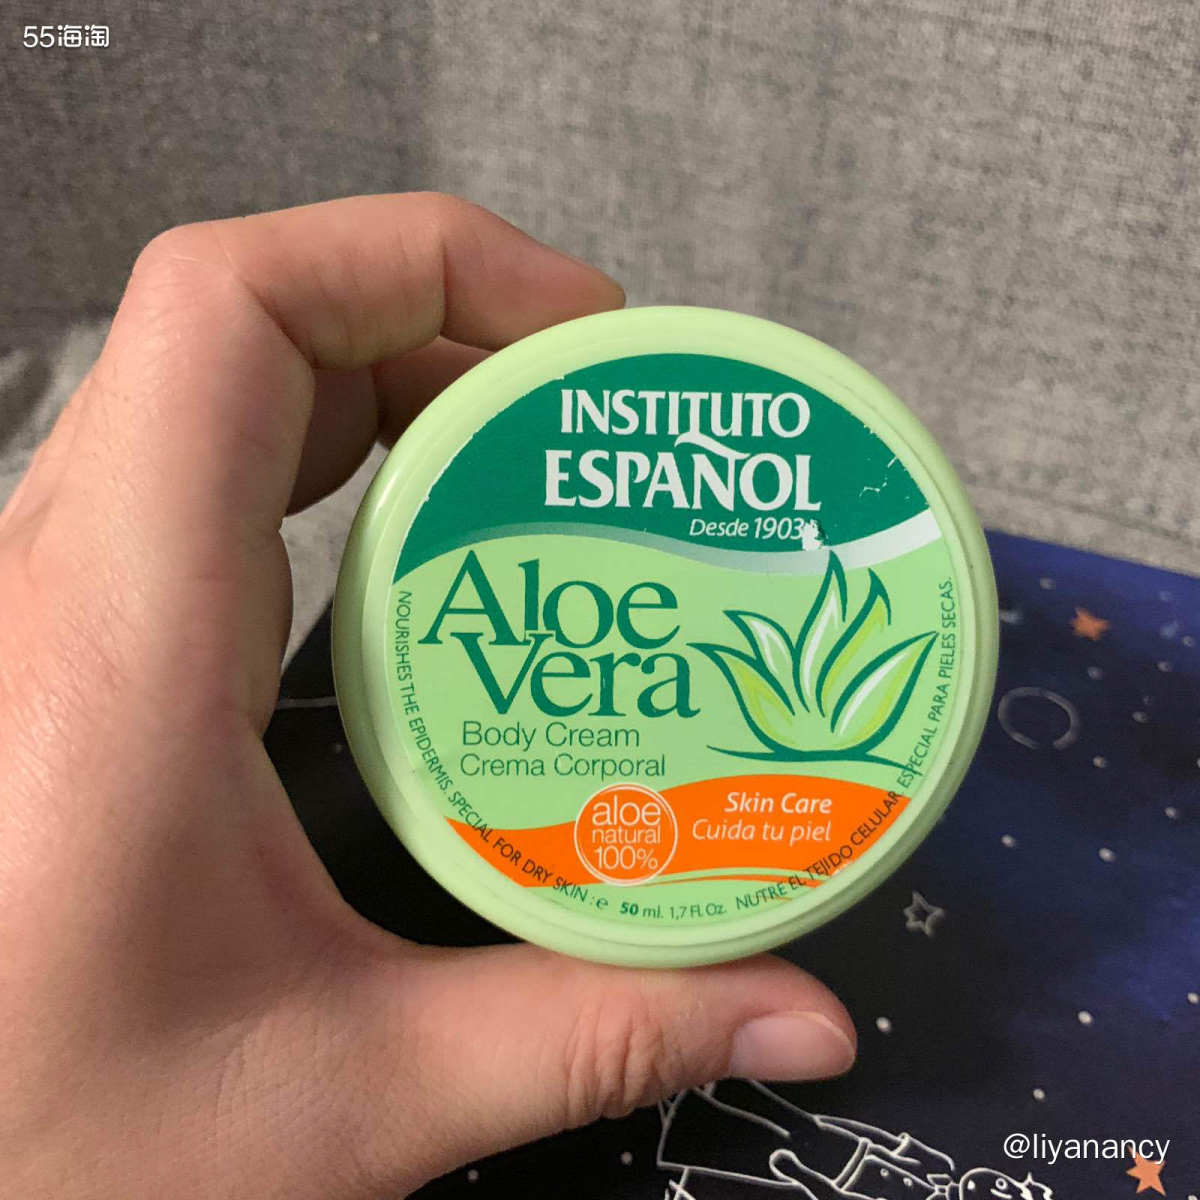 55海淘
INSTITUTO
ESPAÑOL
Desde 1903
Aloe
Vera
Body Cream
Crema Corporal
aloe
natural
100%
Skin Care
Cuida tu piel
NOURISHES THE EPIDERMIS. SPECIAL FOR DRY SKIN
℮ 50 ml. 1,7 Fl. Oz.
NUTRE EL TEJIDO CELULAR. ESPECIAL PARA PIELES SECAS.
@liyanancy